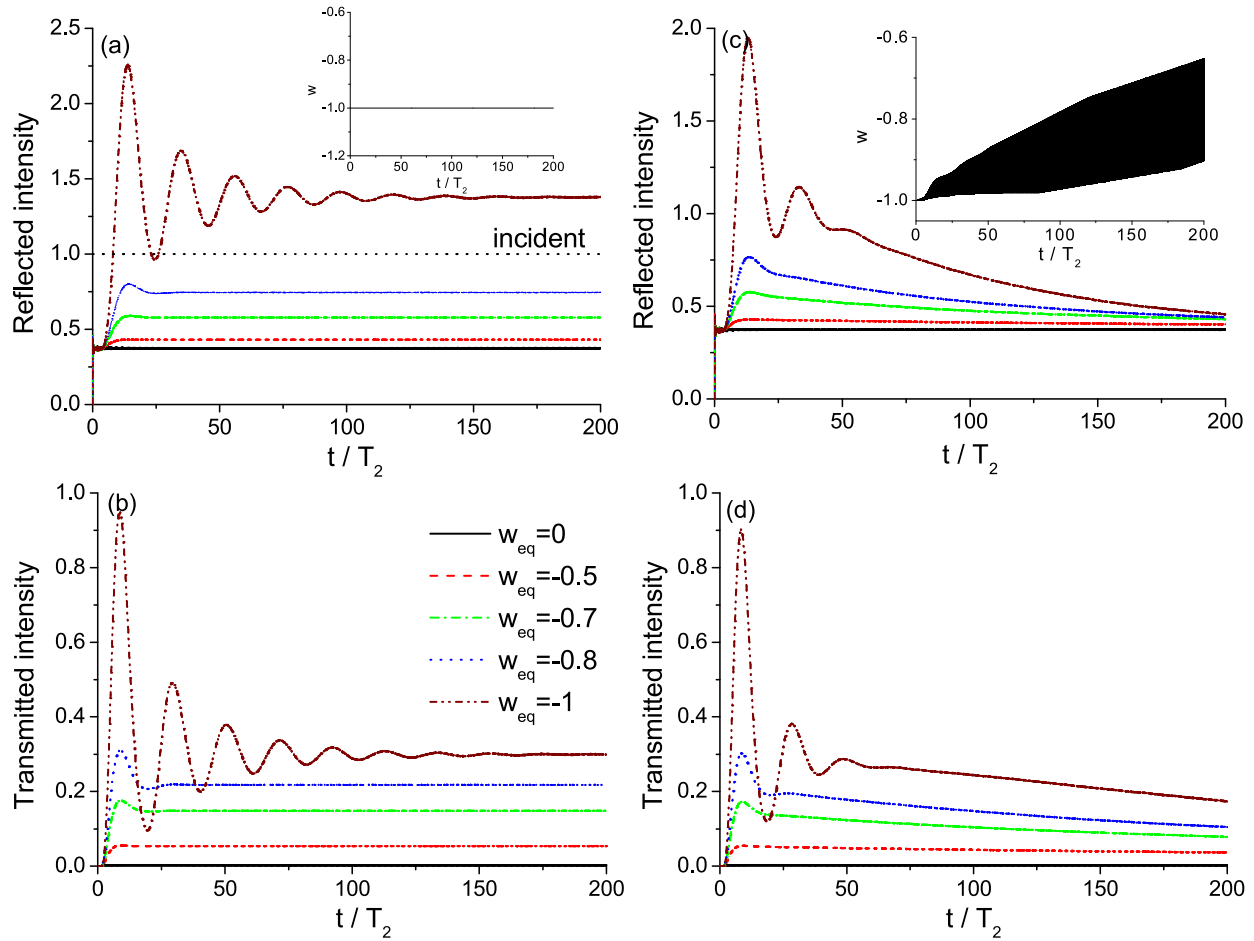 (a)
2.5
2.0
1.5
1.0
0.5
0.0
Reflected intensity
0 50 100 150 200
t / T2
incident
-0.6
-0.8
-1.0
-1.2
w
0 50 100 150 200
t / T2
(c)
2.0
1.5
1.0
0.5
0.0
Reflected intensity
0 50 100 150 200
t / T2
-0.6
-0.8
-1.0
w
0 50 100 150 200
t / T2
(b)
1.0
0.8
0.6
0.4
0.2
0.0
Transmitted intensity
0 50 100 150 200
t / T2
weq=0
weq=-0.5
weq=-0.7
weq=-0.8
weq=-1
(d)
1.0
0.8
0.6
0.4
0.2
0.0
Transmitted intensity
0 50 100 150 200
t / T2